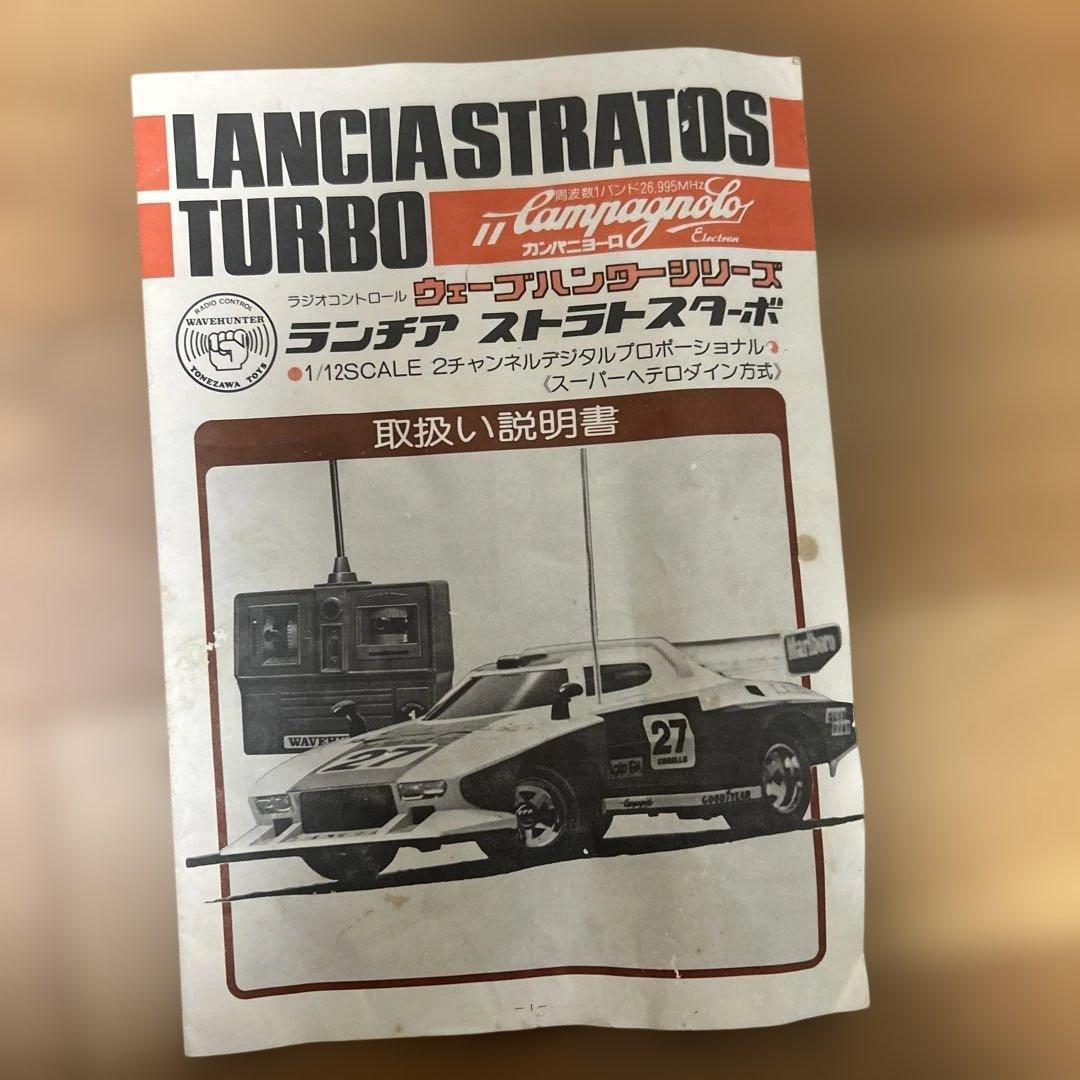 LANCIA STRATOS
TURBO
周波数1バンド26.995MHz
Campagnolo
カンパニョーロ
Electron
ラジオコントロール ウェーブハンターシリーズ
ランチア ストラトスターボ
RADIO CONTROL
WAVEHUNTER
YONEZAWA TOYS
●1/12SCALE 2チャンネルデジタルプロポーショナル
《スーパーヘテロダイン方式》
取扱い説明書
Marlboro
27
27
CORELLO
Campagnolo
GOODYEAR
- 1 -